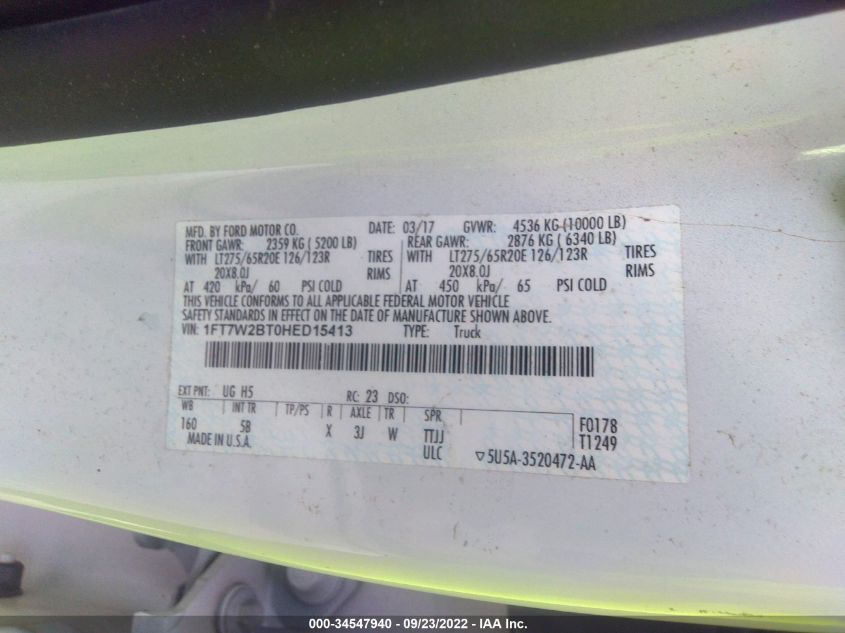 MFD. BY FORD MOTOR CO. DATE: 03/17 GVWR: 4536 KG (10000 LB)
FRONT GAWR: 2359 KG ( 5200 LB) REAR GAWR: 2876 KG ( 6340 LB)
WITH LT275/65R20E 126/123R TIRES WITH LT275/65R20E 126/123R TIRES
20X8.0J RIMS 20X8.0J RIMS
AT 420 kPa/ 60 PSI COLD AT 450 kPa/ 65 PSI COLD
THIS VEHICLE CONFORMS TO ALL APPLICABLE FEDERAL MOTOR VEHICLE
SAFETY STANDARDS IN EFFECT ON THE DATE OF MANUFACTURE SHOWN ABOVE.
VIN: 1FT7W2BT0HED15413 TYPE: Truck
EXT PNT: UG H5 RC: 23 DSO:
WB INT TR TP/PS R AXLE TR SPR
160 5B X 3J W TTJJ F0178
MADE IN U.S.A. ULC T1249
▽5U5A-3520472-AA
000-34547940 - 09/23/2022 - IAA Inc.